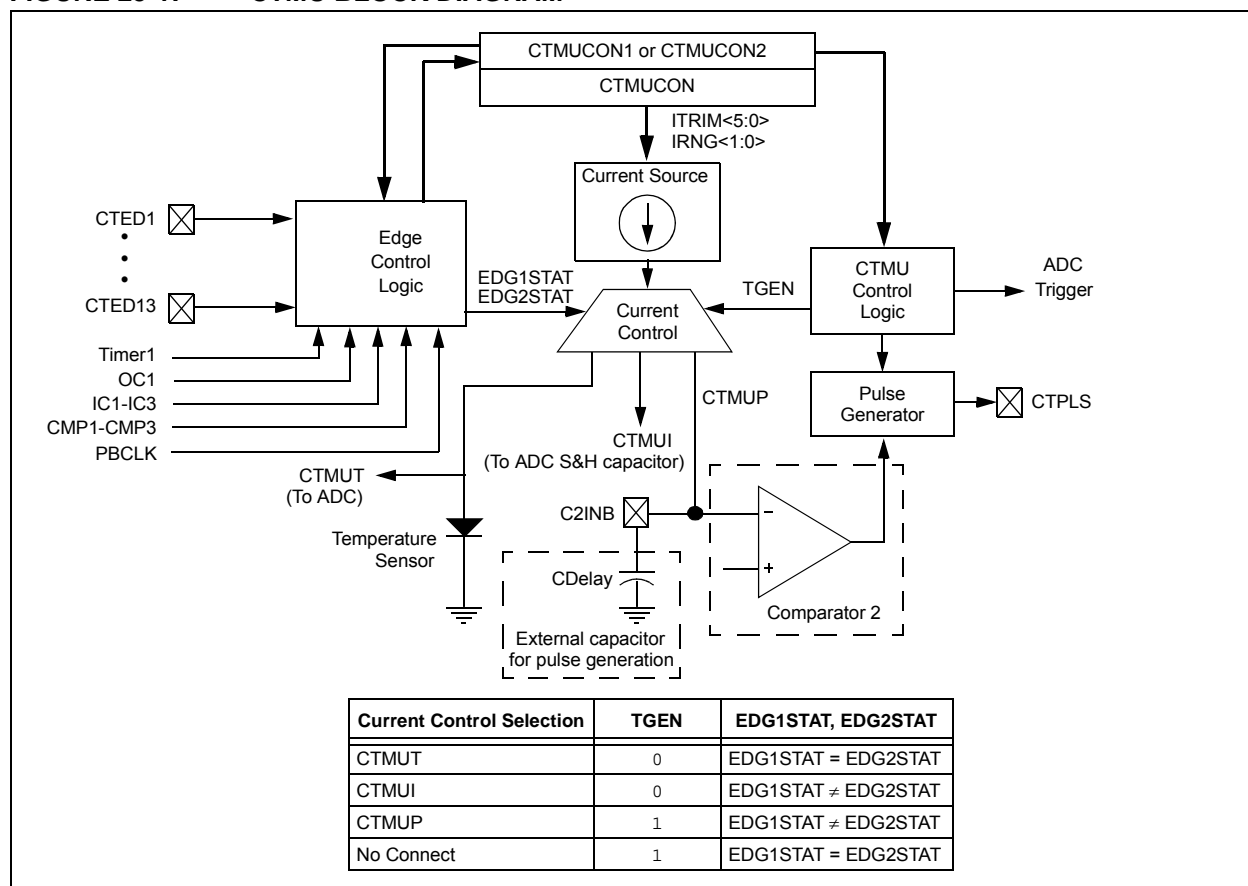 CTMUCON1 or CTMUCON2
CTMUCON
ITRIM<5:0>
IRNG<1:0>
Current Source
CTED1
CTED13
Edge
Control
Logic
EDG1STAT
EDG2STAT
Current
Control
TGEN
CTMU
Control
Logic
ADC
Trigger
Timer1
OC1
IC1-IC3
CMP1-CMP3
PBCLK
CTMUP
Pulse
Generator
CTPLS
CTMUT
(To ADC)
CTMUI
(To ADC S&H capacitor)
C2INB
Temperature
Sensor
CDelay
External capacitor
for pulse generation
−
+
Comparator 2
Current Control Selection TGEN EDG1STAT, EDG2STAT
CTMUT 0 EDG1STAT = EDG2STAT
CTMUI 0 EDG1STAT ≠ EDG2STAT
CTMUP 1 EDG1STAT ≠ EDG2STAT
No Connect 1 EDG1STAT = EDG2STAT